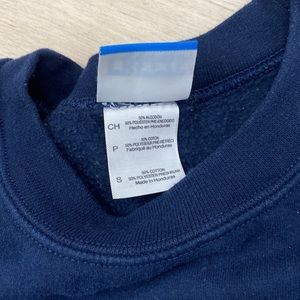 CH
50% ALGODÓN
50% POLYÉSTER PRE-ENCOGIDO
Hecho en Honduras
P
50% COTON
50% POLYESTER PRÉ-RÉTRÉCI
Fabriqué au Honduras
S
50% COTTON
50% POLYESTER PRESHRUNK
Made in Honduras